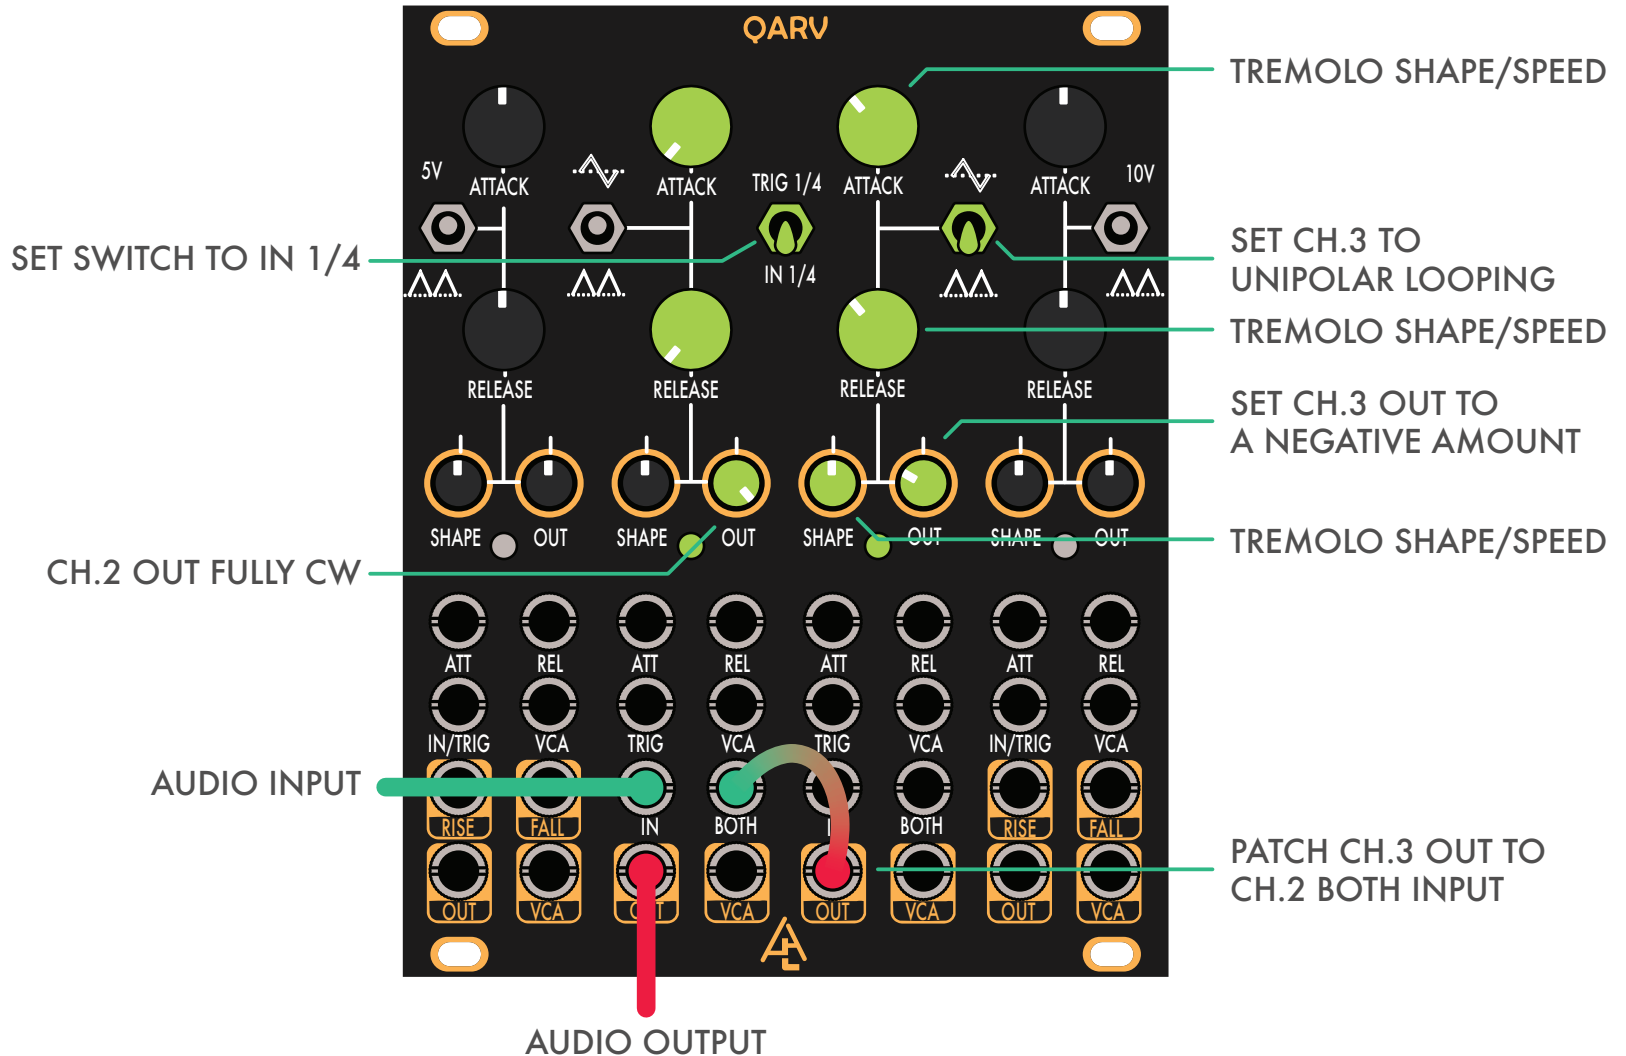 QARV
TREMOLO SHAPE/SPEED
5V
ATTACK
ATTACK
TRIG 1/4
ATTACK
ATTACK
10V
SET SWITCH TO IN 1/4
IN 1/4
SET CH.3 TO
UNIPOLAR LOOPING
TREMOLO SHAPE/SPEED
RELEASE
RELEASE
RELEASE
RELEASE
SET CH.3 OUT TO
A NEGATIVE AMOUNT
SHAPE
OUT
SHAPE
OUT
SHAPE
OUT
SHAPE
OUT
TREMOLO SHAPE/SPEED
CH.2 OUT FULLY CW
ATT
REL
ATT
REL
ATT
REL
ATT
REL
IN/TRIG
VCA
TRIG
VCA
TRIG
VCA
IN/TRIG
VCA
AUDIO INPUT
RISE
FALL
IN
BOTH
BOTH
RISE
FALL
PATCH CH.3 OUT TO
CH.2 BOTH INPUT
OUT
VCA
OUT
VCA
OUT
VCA
OUT
VCA
AUDIO OUTPUT